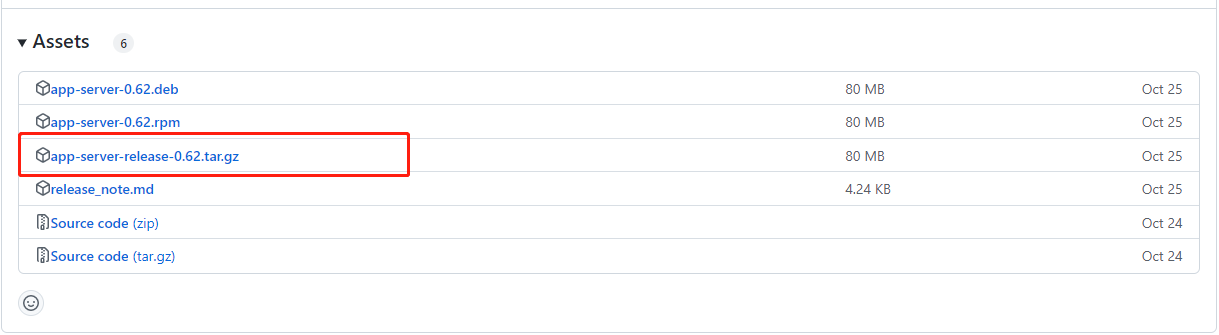 Assets 6
app-server-0.62.deb 80 MB Oct 25
app-server-0.62.rpm 80 MB Oct 25
app-server-release-0.62.tar.gz 80 MB Oct 25
release_note.md 4.24 KB Oct 25
Source code (zip) Oct 24
Source code (tar.gz) Oct 24